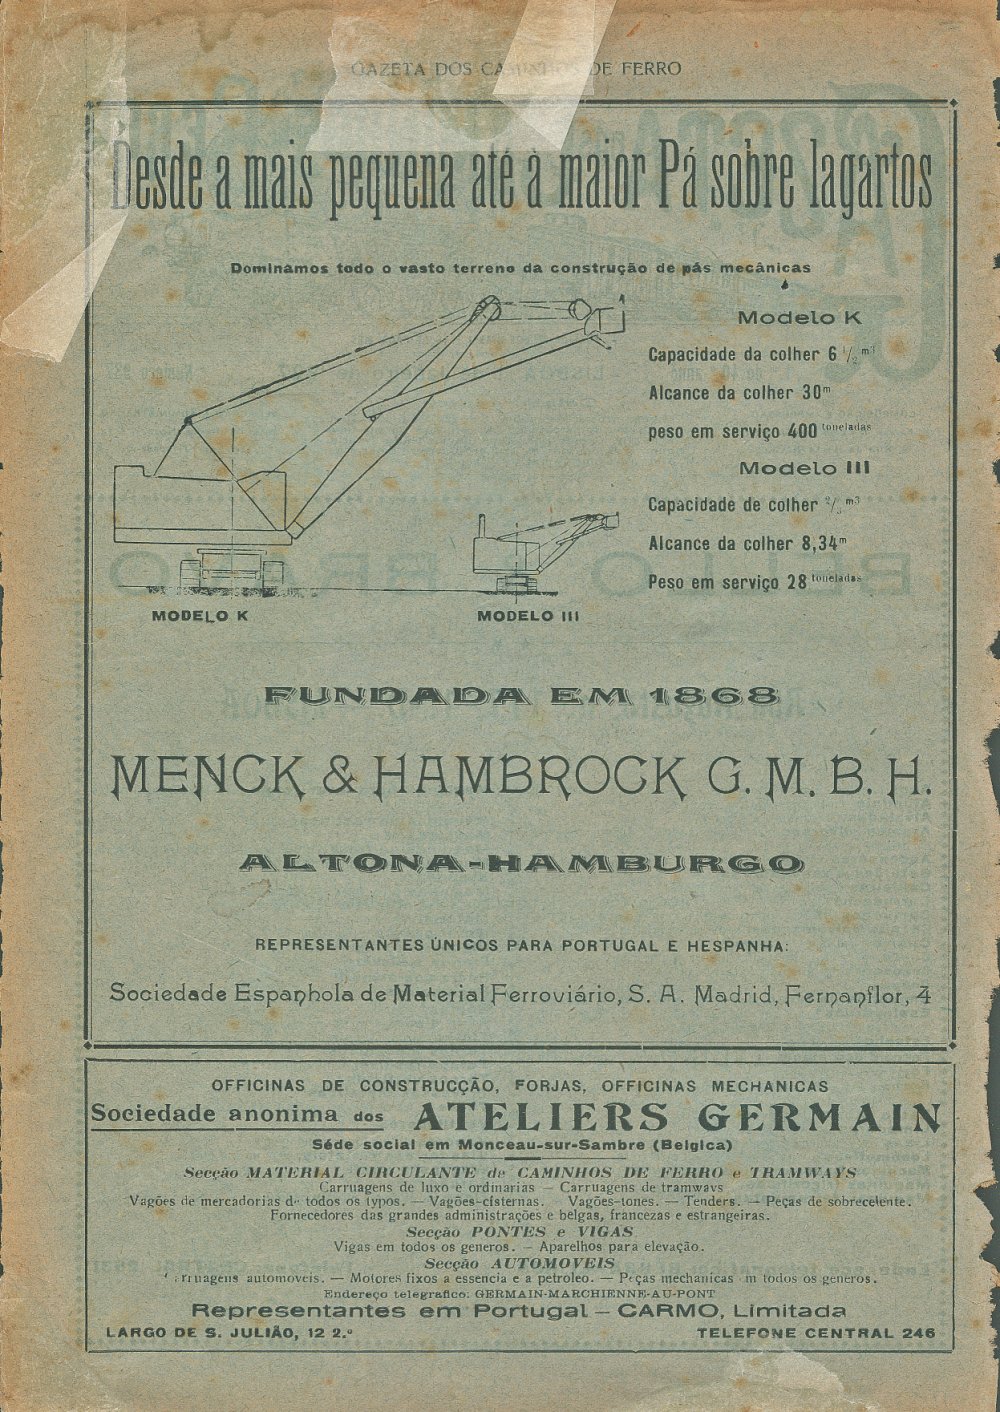 GAZETA DOS CAMINHOS DE FERRO
Desde a mais pequena até à maior Pá sobre lagartos
Dominamos todo o vasto terreno da construção de pás mecânicas
Modelo K
Capacidade da colher 6 1/2 m³
Alcance da colher 30m
peso em serviço 400 toneladas
Modelo III
Capacidade de colher 2/3 m³
Alcance da colher 8,34m
Peso em serviço 28 toneladas
MODELO K
MODELO III
FUNDADA EM 1868
MENCK & HAMBROCK G. M. B. H.
ALTONA-HAMBURGO
REPRESENTANTES ÚNICOS PARA PORTUGAL E HESPANHA:
Sociedade Espanhola de Material Ferroviário, S. A. Madrid, Fernanflor, 4
OFFICINAS DE CONSTRUCÇÃO, FORJAS, OFFICINAS MECHANICAS
Sociedade anonima dos ATELIERS GERMAIN
Séde social em Monceau-sur-Sambre (Belgica)
Secção MATERIAL CIRCULANTE de CAMINHOS DE FERRO e TRAMWAYS
Carruagens de luxo e ordinarias — Carruagens de tramways
Vagões de mercadorias de todos os typos. — Vagões-cisternas. Vagões-tones. — Tenders. — Peças de sobrecelente.
Fornecedores das grandes administrações e belgas, francezas e estrangeiras.
Secção PONTES e VIGAS
Vigas em todos os generos. — Aparelhos para elevação.
Secção AUTOMOVEIS
automoveis. — Motores fixos a essencia e a petroleo. — Peças mechanicas m todos os generos.
Endereço telegrafico: GERMAIN-MARCHIENNE-AU-PONT
Representantes em Portugal — CARMO, Limitada
LARGO DE S. JULIÃO, 12 2.º
TELEFONE CENTRAL 246